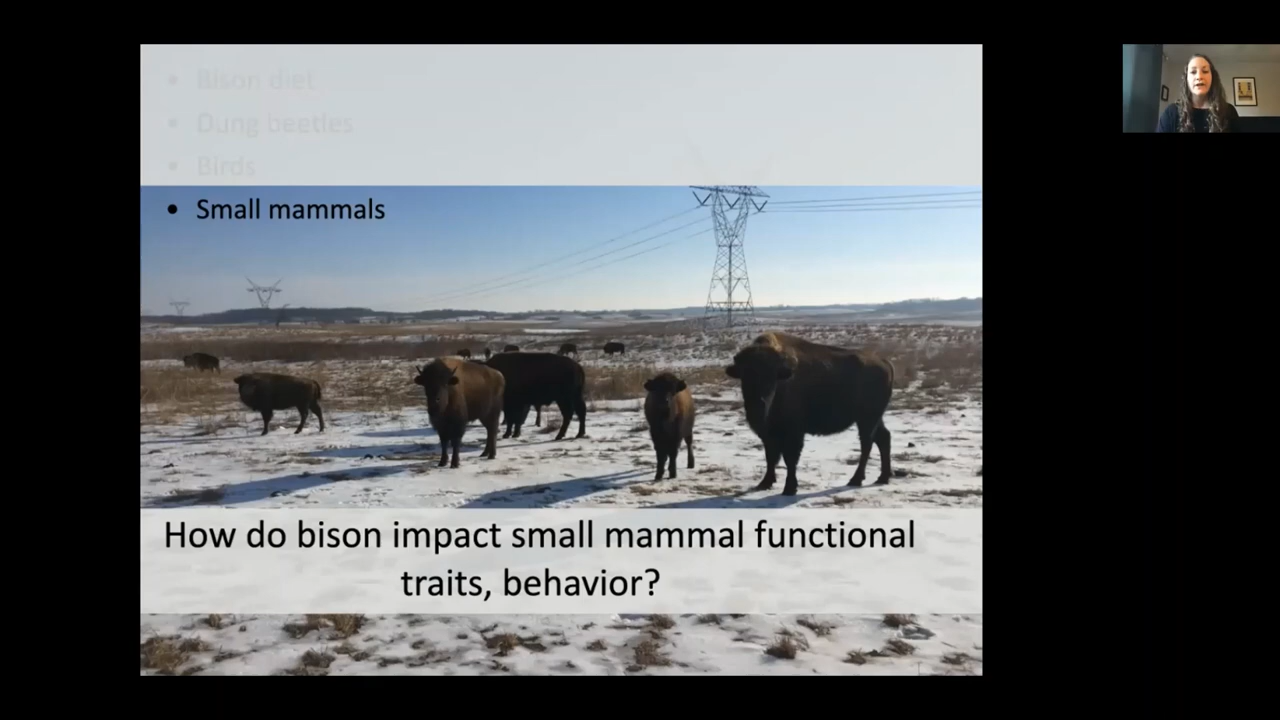 • Bison diet
• Dung beetles
• Birds
• Small mammals
How do bison impact small mammal functional
traits, behavior?